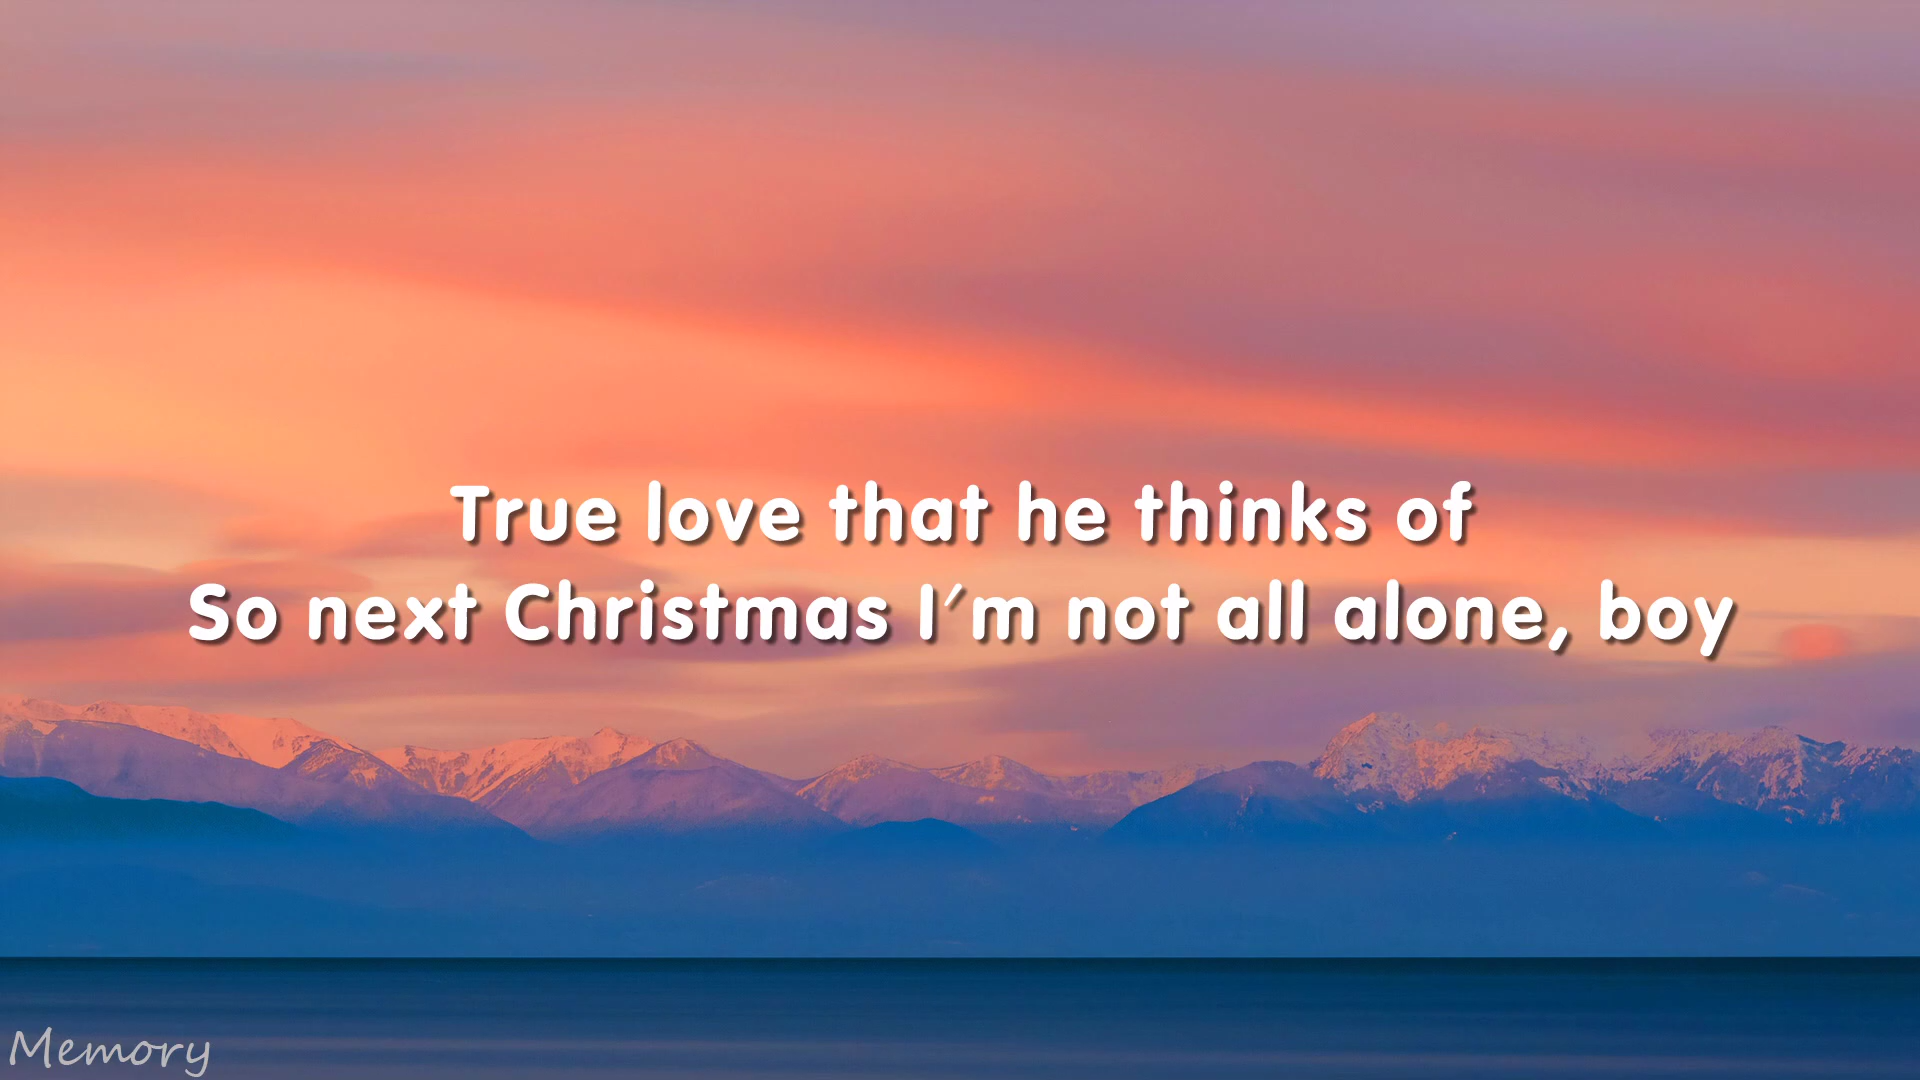 True love that he thinks of
So next Christmas I'm not all alone, boy
Memory